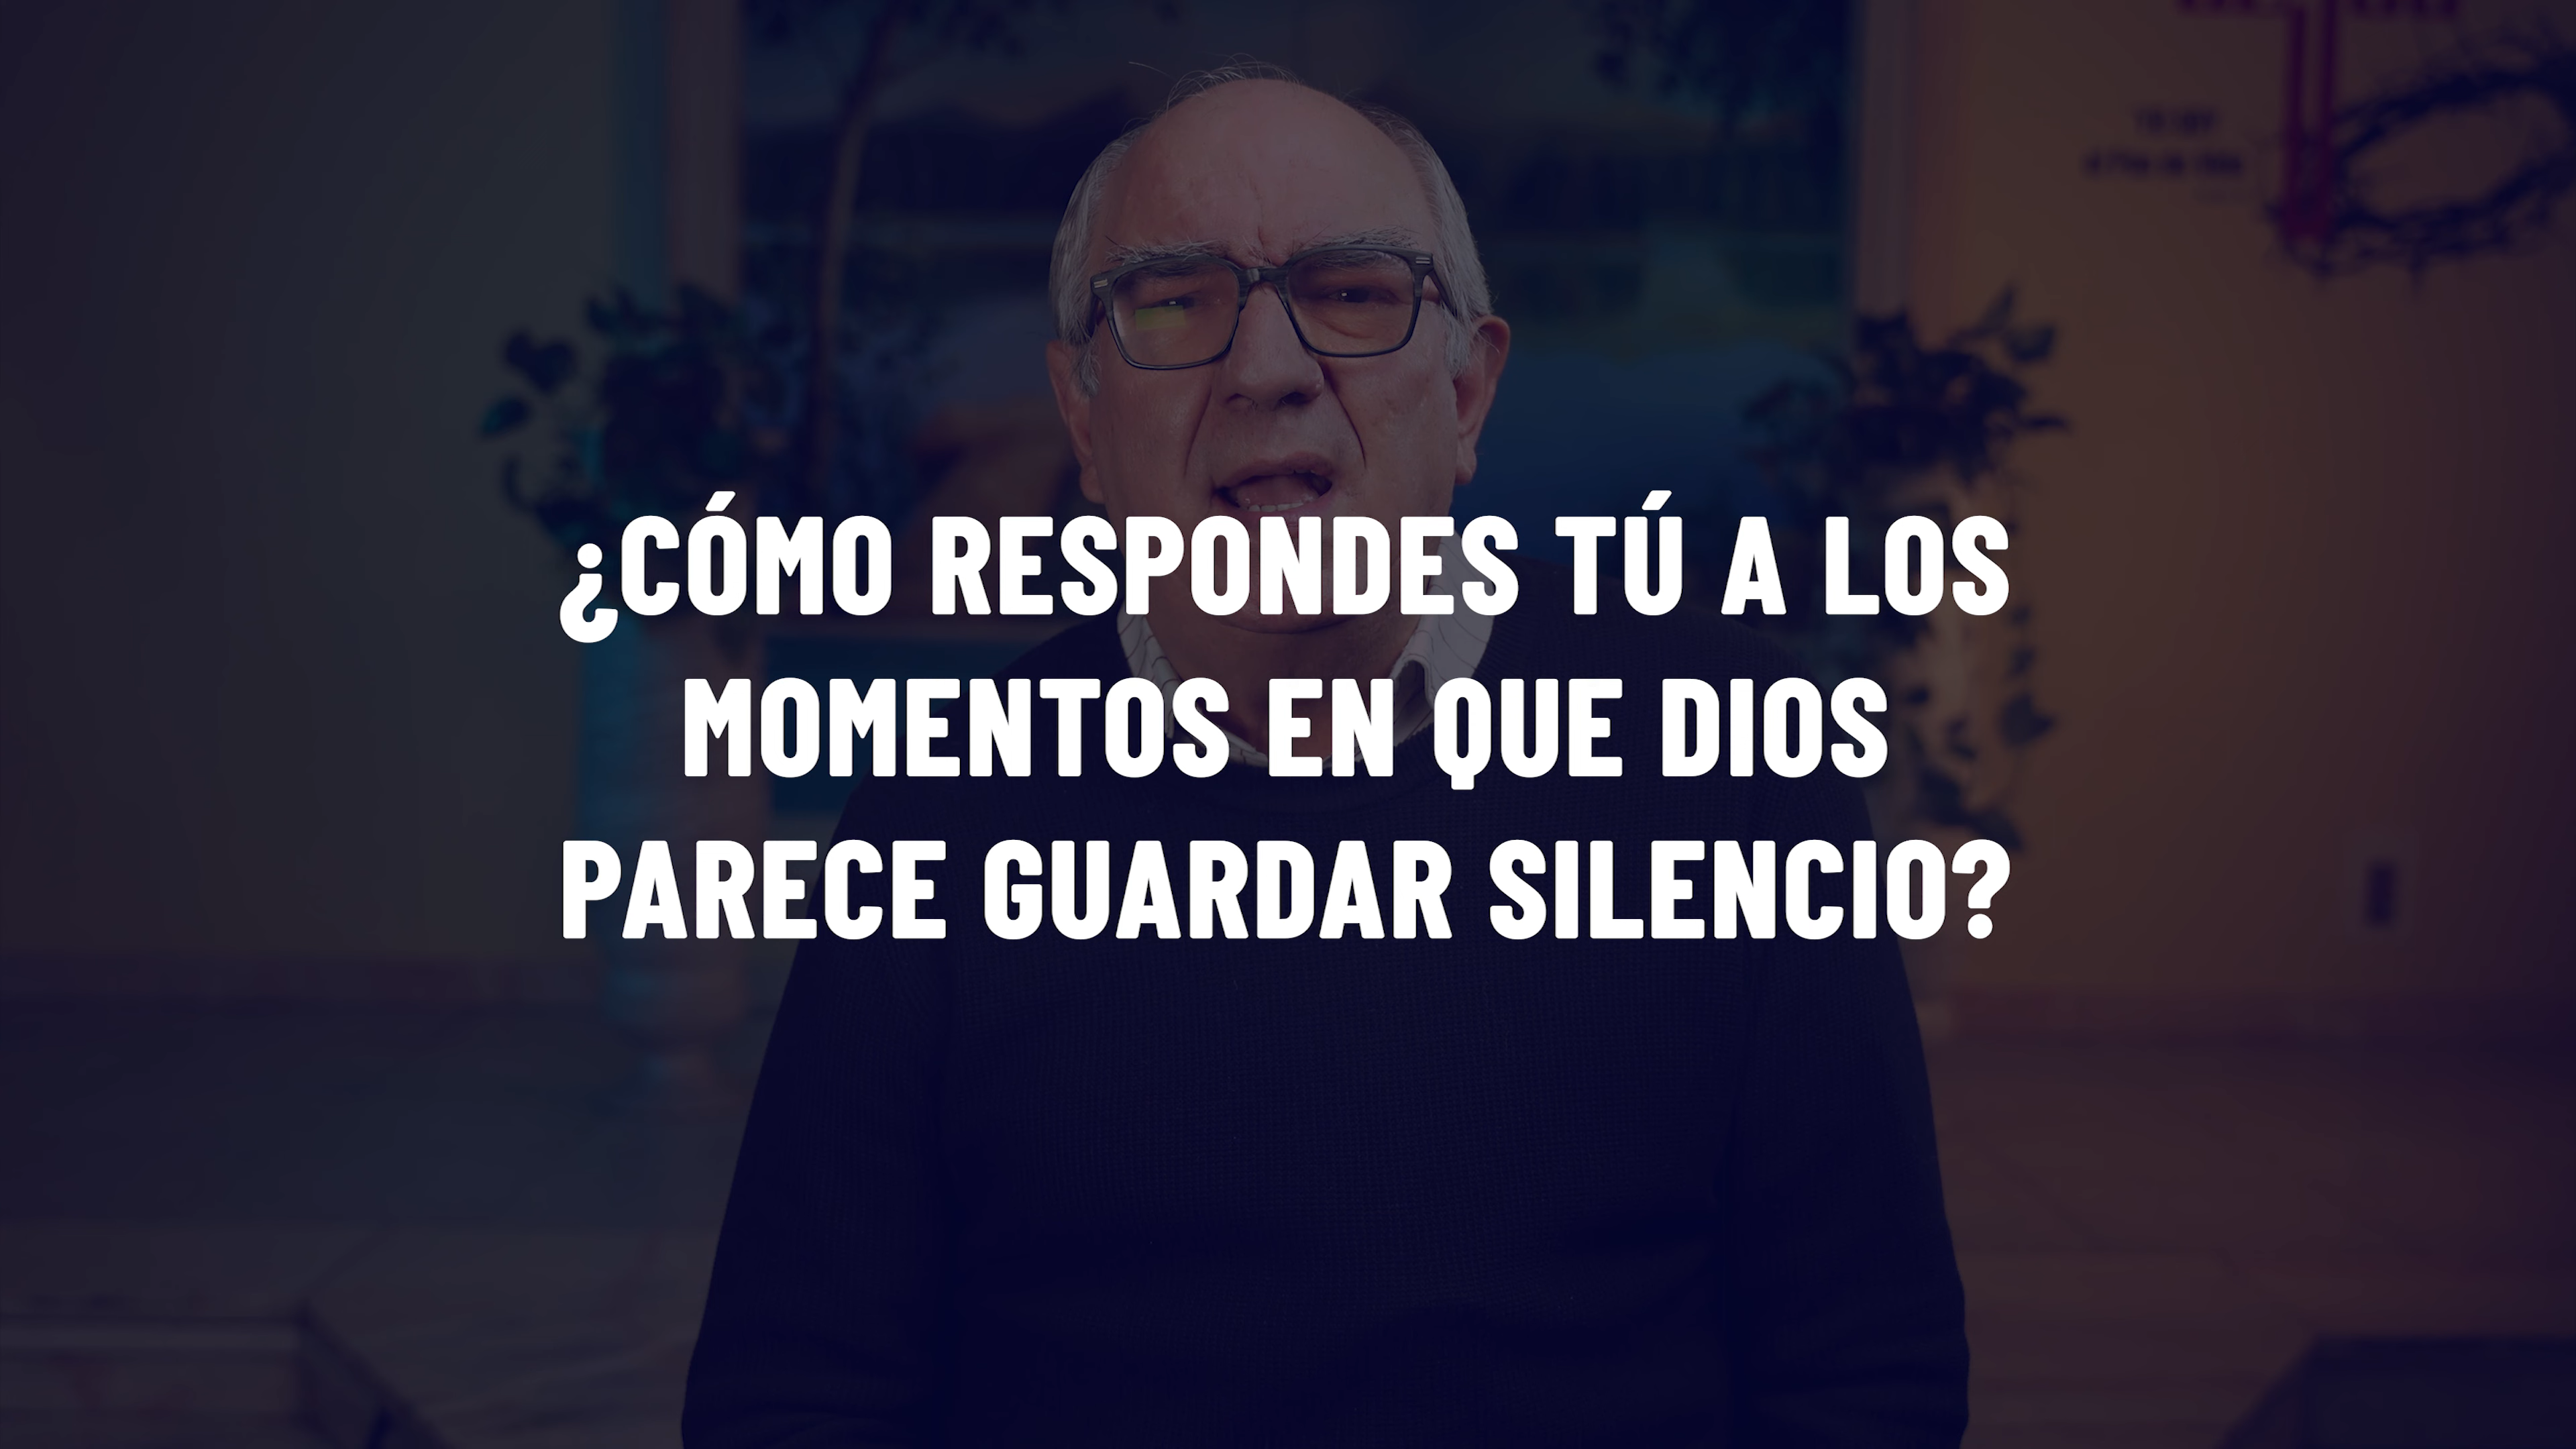 ¿CÓMO RESPONDES TÚ A LOS
MOMENTOS EN QUE DIOS
PARECE GUARDAR SILENCIO?